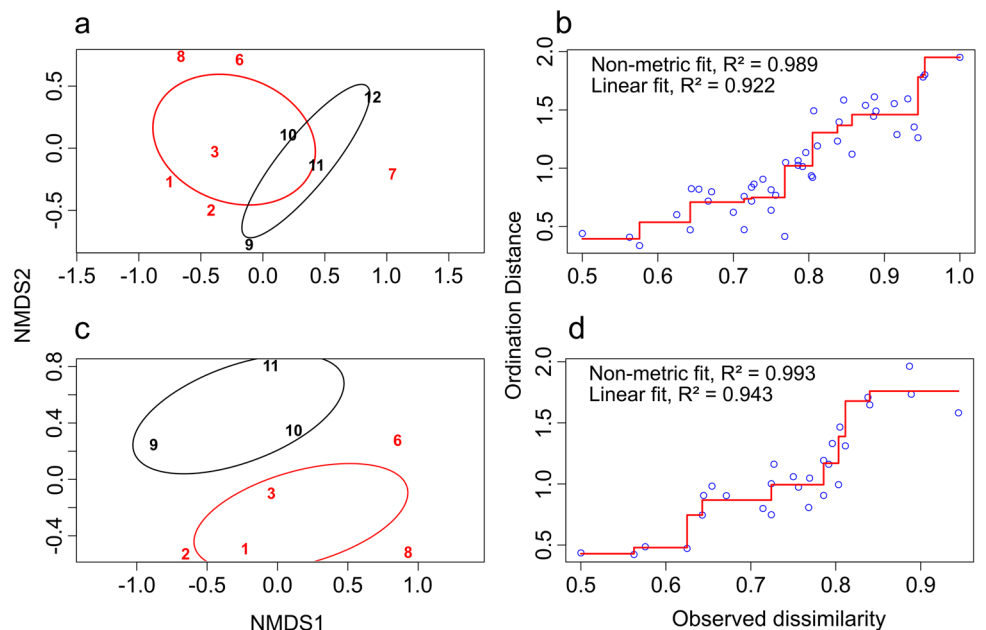 a
8
6
12
10
3
11
7
1
2
9
0.5
0.0
-0.5
-1.5 -1.0 -0.5 0.0 0.5 1.0 1.5
b
Non-metric fit, R² = 0.989
Linear fit, R² = 0.922
2.0
1.5
1.0
0.5
0.5 0.6 0.7 0.8 0.9 1.0
NMDS2
Ordination Distance
c
11
10
9
6
3
2
1
8
0.8
0.4
0.0
-0.4
-1.0 -0.5 0.0 0.5 1.0
NMDS1
d
Non-metric fit, R² = 0.993
Linear fit, R² = 0.943
2.0
1.5
1.0
0.5
0.5 0.6 0.7 0.8 0.9
Observed dissimilarity